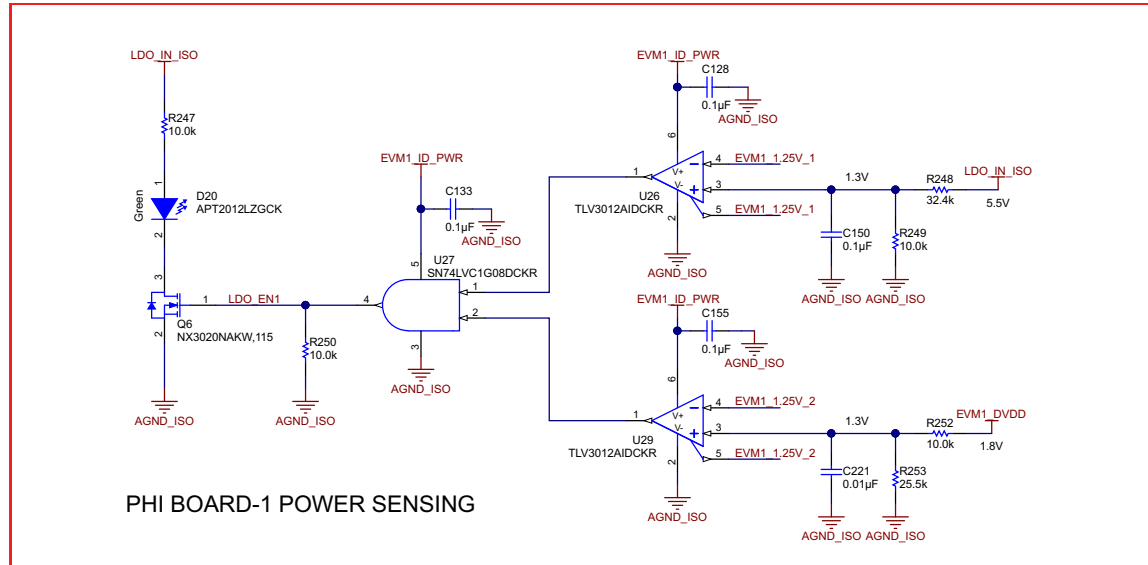 LDO_IN_ISO
R247
10.0k
1
Green
D20
APT2012LZGCK
2
3
1
LDO_EN1
Q6
NX3020NAKW,115
2
AGND_ISO
R250
10.0k
AGND_ISO
EVM1_ID_PWR
C133
0.1µF
AGND_ISO
5
U27
SN74LVC1G08DCKR
1
2
4
3
AGND_ISO
EVM1_ID_PWR
C128
0.1µF
AGND_ISO
6
V+
V-
1
4
EVM1_1.25V_1
3
5
EVM1_1.25V_1
U26
TLV3012AIDCKR
2
AGND_ISO
1.3V
R248
32.4k
LDO_IN_ISO
5.5V
C150
0.1µF
R249
10.0k
AGND_ISO
AGND_ISO
EVM1_ID_PWR
C155
0.1µF
AGND_ISO
6
V+
V-
1
4
EVM1_1.25V_2
3
5
EVM1_1.25V_2
U29
TLV3012AIDCKR
2
AGND_ISO
1.3V
R252
10.0k
EVM1_DVDD
1.8V
C221
0.01µF
R253
25.5k
AGND_ISO
AGND_ISO
PHI BOARD-1 POWER SENSING